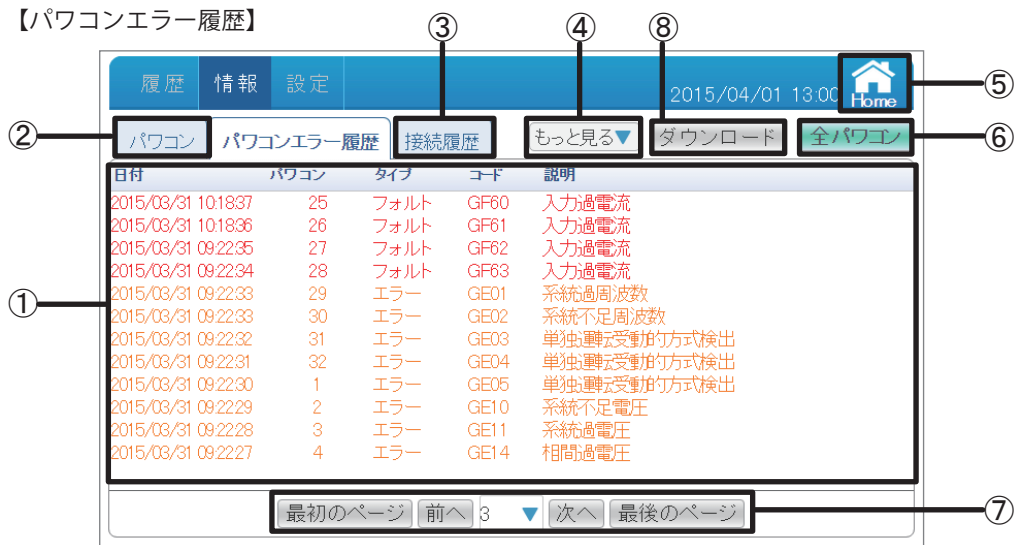 【パワコンエラー履歴】
③ ④ ⑧
履歴 情報 設定 2015/04/01 13:00 Home ⑤
② パワコン パワコンエラー履歴 接続履歴 もっと見る▼ ダウンロード 全パワコン ⑥
日付 パワコン タイプ コード 説明
2015/03/31 10:18:37 25 フォルト GF60 入力過電流
2015/03/31 10:18:36 26 フォルト GF61 入力過電流
2015/03/31 09:22:35 27 フォルト GF62 入力過電流
2015/03/31 09:22:34 28 フォルト GF63 入力過電流
① 2015/03/31 09:22:33 29 エラー GE01 系統過周波数
2015/03/31 09:22:33 30 エラー GE02 系統不足周波数
2015/03/31 09:22:32 31 エラー GE03 単独運転受動的方式検出
2015/03/31 09:22:31 32 エラー GE04 単独運転受動的方式検出
2015/03/31 09:22:30 1 エラー GE05 単独運転受動的方式検出
2015/03/31 09:22:29 2 エラー GE10 系統不足電圧
2015/03/31 09:22:28 3 エラー GE11 系統過電圧
2015/03/31 09:22:27 4 エラー GE14 相間過電圧
最初のページ 前へ 3 ▼ 次へ 最後のページ ⑦